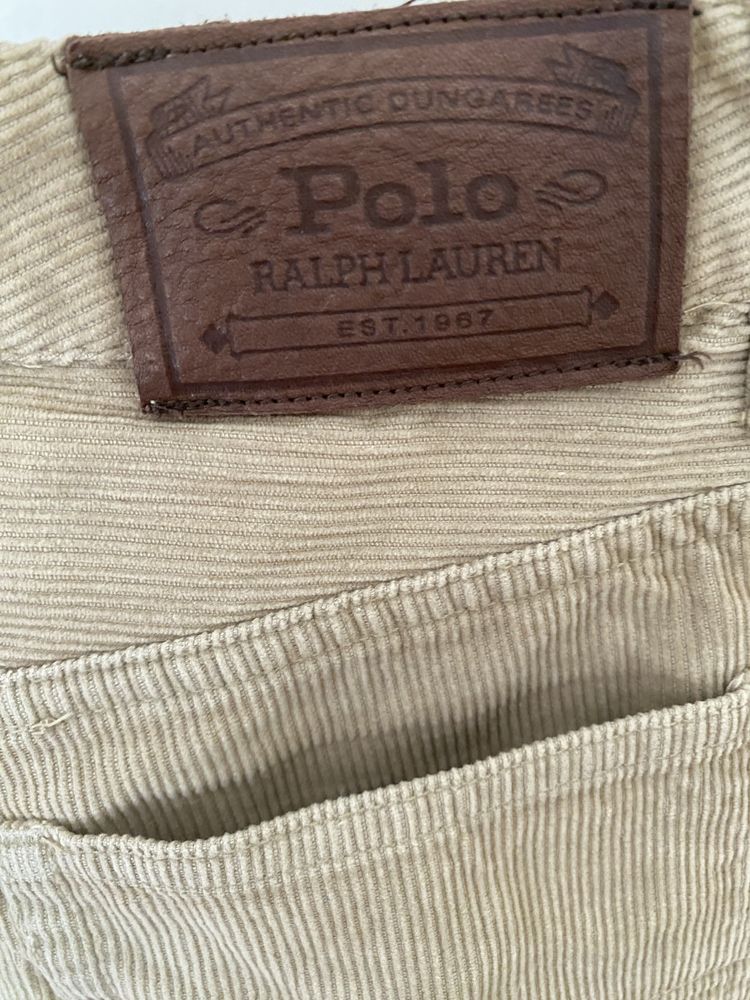 AUTHENTIC DUNGAREES
Polo
RALPH LAUREN
EST.1967